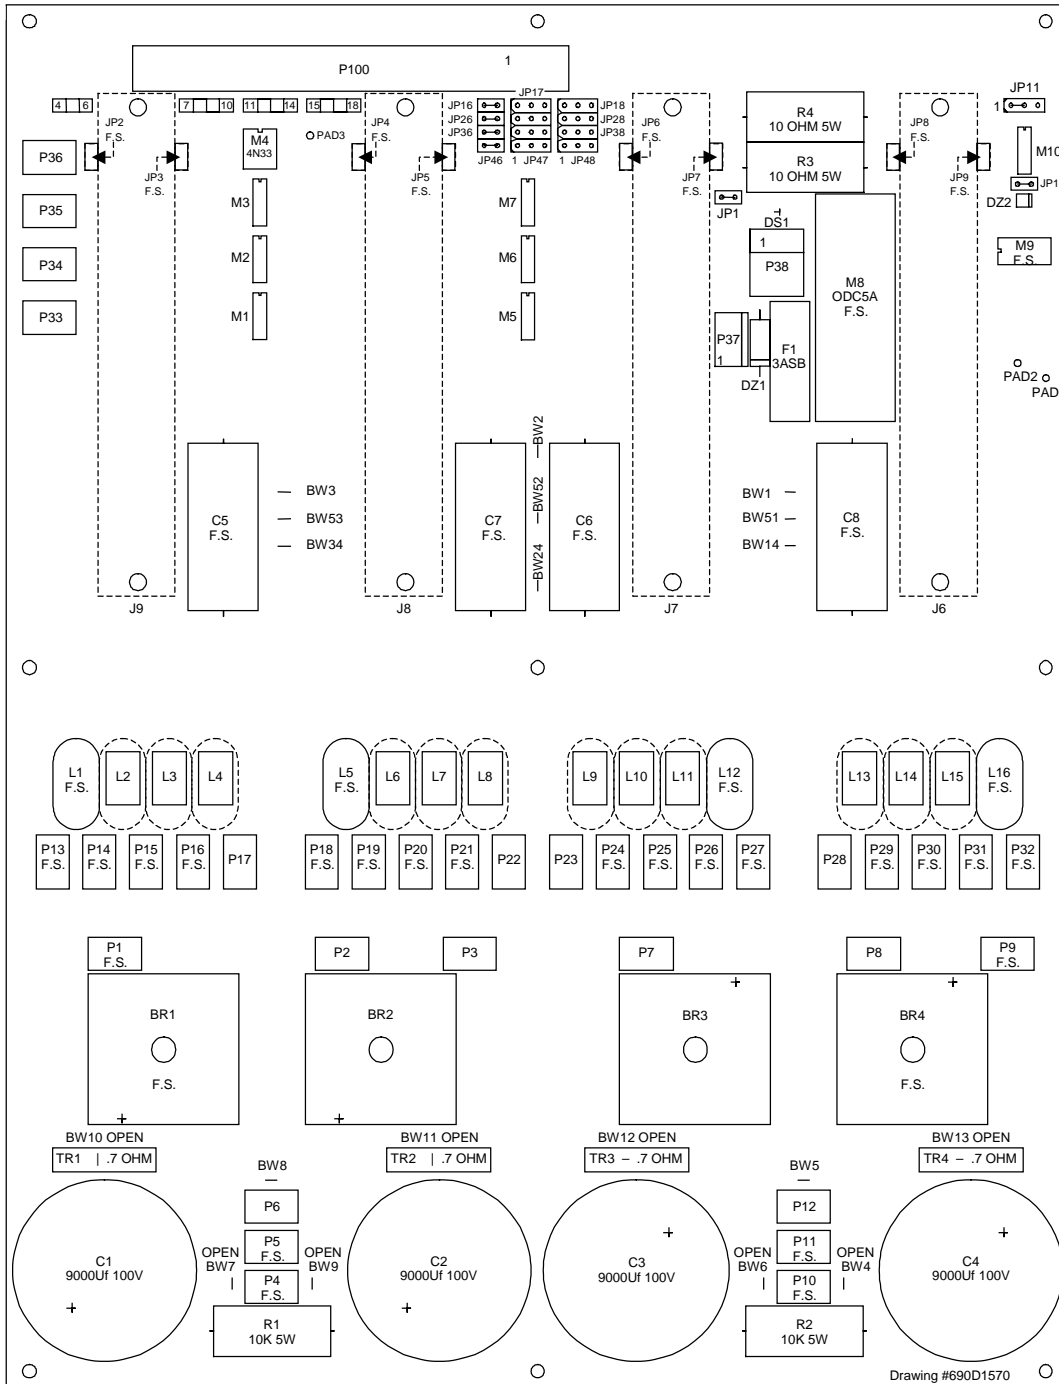 P100
1
4 6
7 10
11 14
15 18
JP17
JP16
JP26
JP36
JP46
1 JP47
JP18
JP28
JP38
1 JP48
JP11
1
R4
10 OHM 5W
R3
10 OHM 5W
JP2
F.S.
JP3
F.S.
M4
4N33
PAD3
JP4
F.S.
JP5
F.S.
JP6
F.S.
JP7
F.S.
JP8
F.S.
JP9
F.S.
M10
JP1
DZ2
M9
F.S.
P36
P35
P34
P33
M3
M2
M1
M7
M6
M5
JP1
DS1
1
P38
P37
1
DZ1
F1
3ASB
M8
ODC5A
F.S.
PAD2
PAD
C5
F.S.
BW3
BW53
BW34
C7
F.S.
BW2
BW52
BW24
C6
F.S.
BW1
BW51
BW14
C8
F.S.
J9
J8
J7
J6
L1
F.S.
L2
L3
L4
L5
F.S.
L6
L7
L8
L9
L10
L11
L12
F.S.
L13
L14
L15
L16
F.S.
P13
F.S.
P14
F.S.
P15
F.S.
P16
F.S.
P17
P18
F.S.
P19
F.S.
P20
F.S.
P21
F.S.
P22
P23
P24
F.S.
P25
F.S.
P26
F.S.
P27
F.S.
P28
P29
F.S.
P30
F.S.
P31
F.S.
P32
F.S.
P1
F.S.
P2
P3
P7
P8
P9
F.S.
BR1
F.S.
+
BR2
+
BR3
+
BR4
F.S.
+
BW10 OPEN
TR1 | .7 OHM
BW11 OPEN
TR2 | .7 OHM
BW12 OPEN
TR3 – .7 OHM
BW13 OPEN
TR4 – .7 OHM
BW8
P6
P5
F.S.
P4
F.S.
OPEN
BW7
OPEN
BW9
R1
10K 5W
BW5
P12
P11
F.S.
P10
F.S.
OPEN
BW6
OPEN
BW4
R2
10K 5W
C1
9000Uf 100V
+
C2
9000Uf 100V
+
C3
9000Uf 100V
+
C4
9000Uf 100V
+
Drawing #690D1570